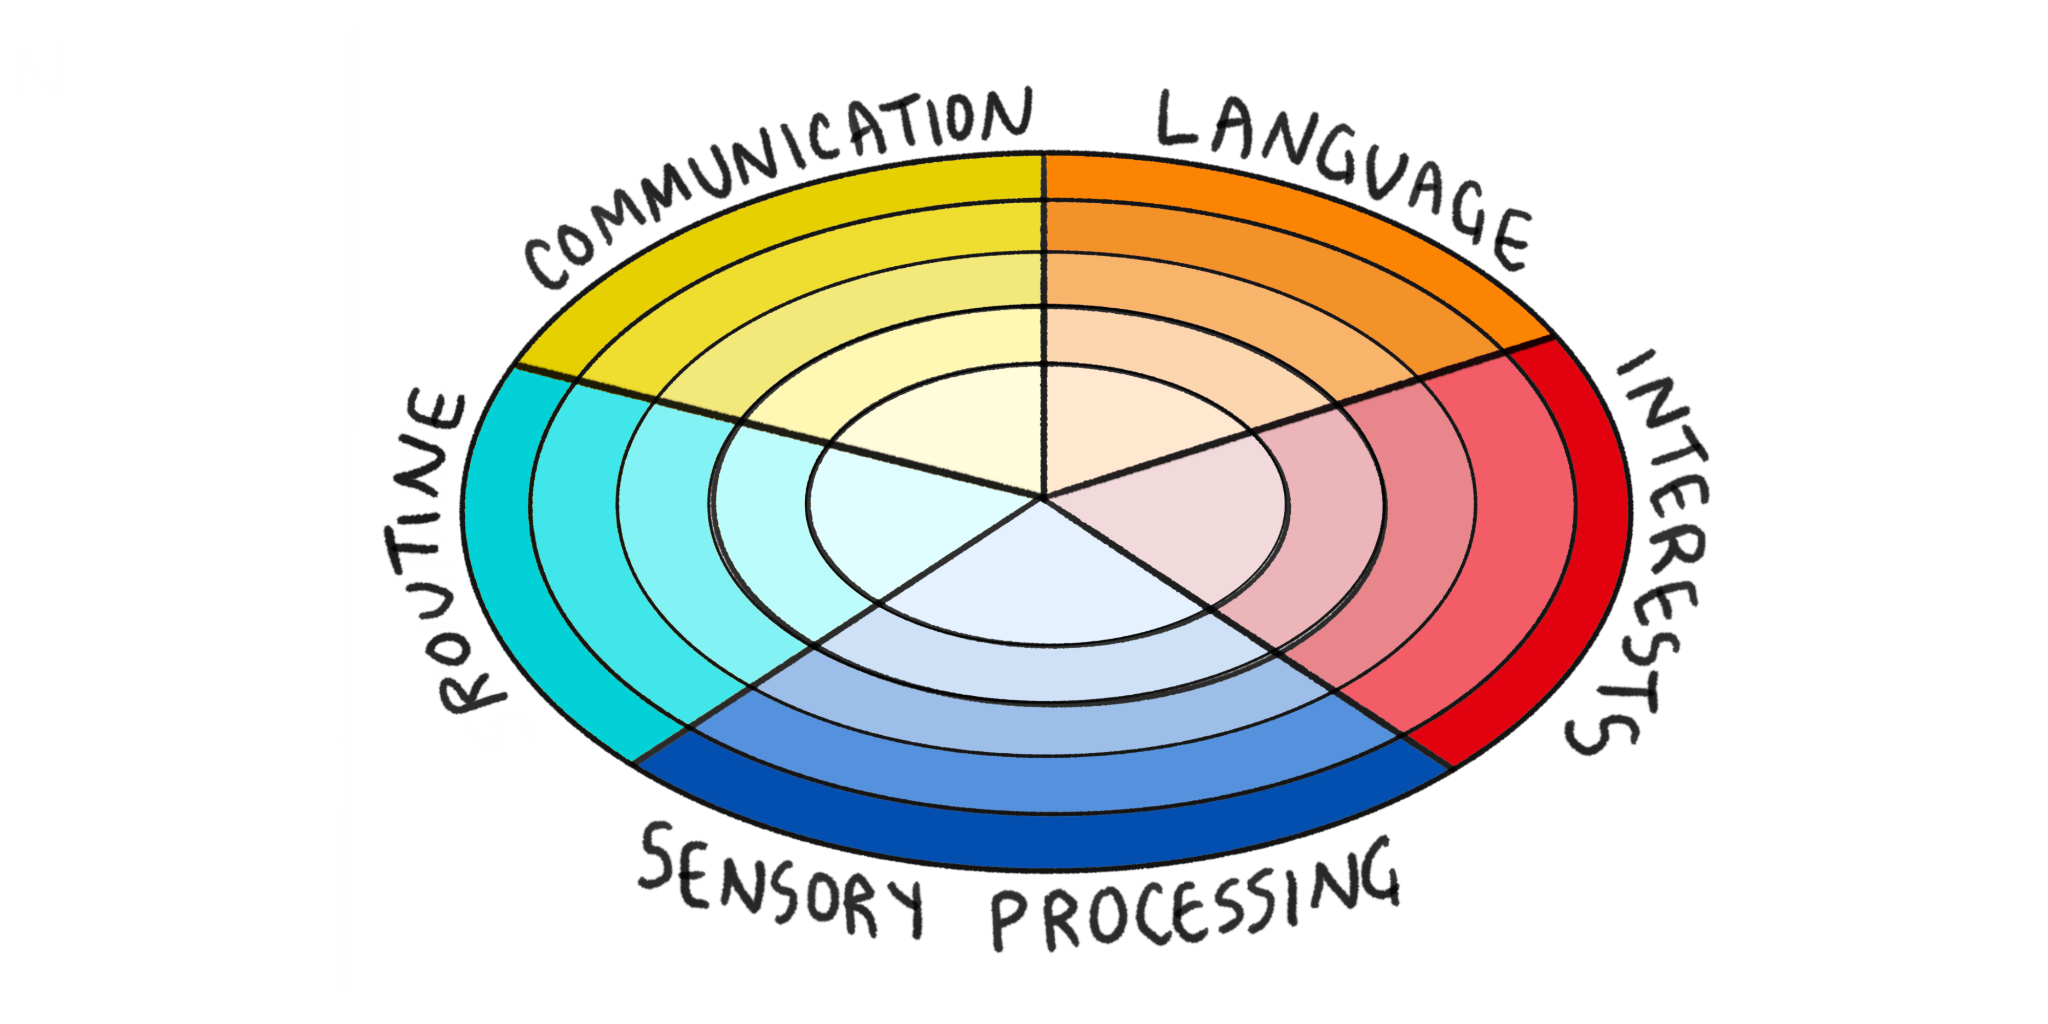 COMMUNICATION
LANGUAGE
INTERESTS
SENSORY PROCESSING
ROUTINE